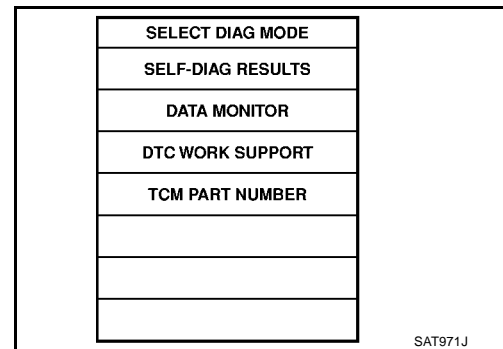 SELECT DIAG MODE
SELF-DIAG RESULTS
DATA MONITOR
DTC WORK SUPPORT
TCM PART NUMBER
SAT971J